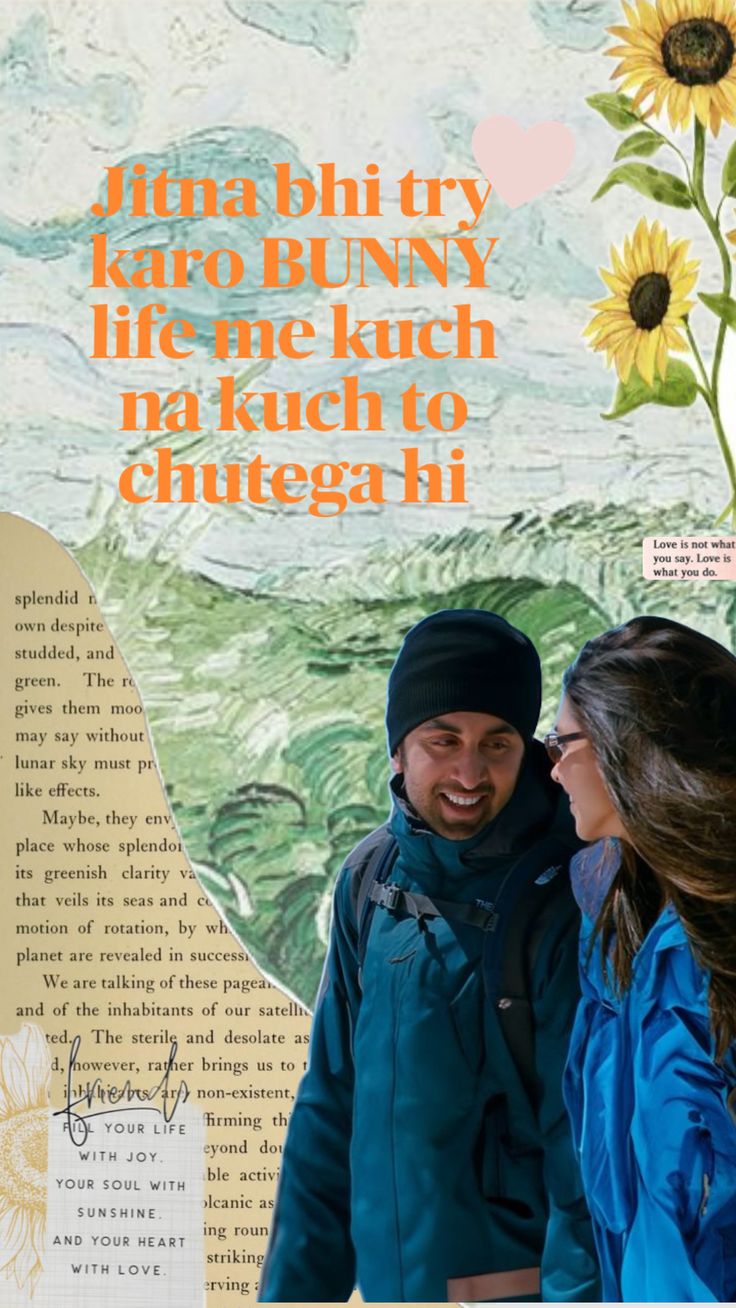 Jitna bhi try
karo BUNNY
life me kuch
na kuch to
chutega hi
Love is not what
you say. Love is
what you do.
splendid
own despite
studded, and
green. The
gives them
may say without
lunar sky must
like effects.
Maybe, they
place whose
its greenish clarity
that veils its seas and
motion of rotation, by
planet are revealed in
We are talking of these
and of the inhabitants of our
The sterile and desolate as
however, rather brings us to
inhabitants are non-existent,
friends
FILL YOUR LIFE
WITH JOY.
YOUR SOUL WITH
SUNSHINE.
AND YOUR HEART
WITH LOVE.
THE